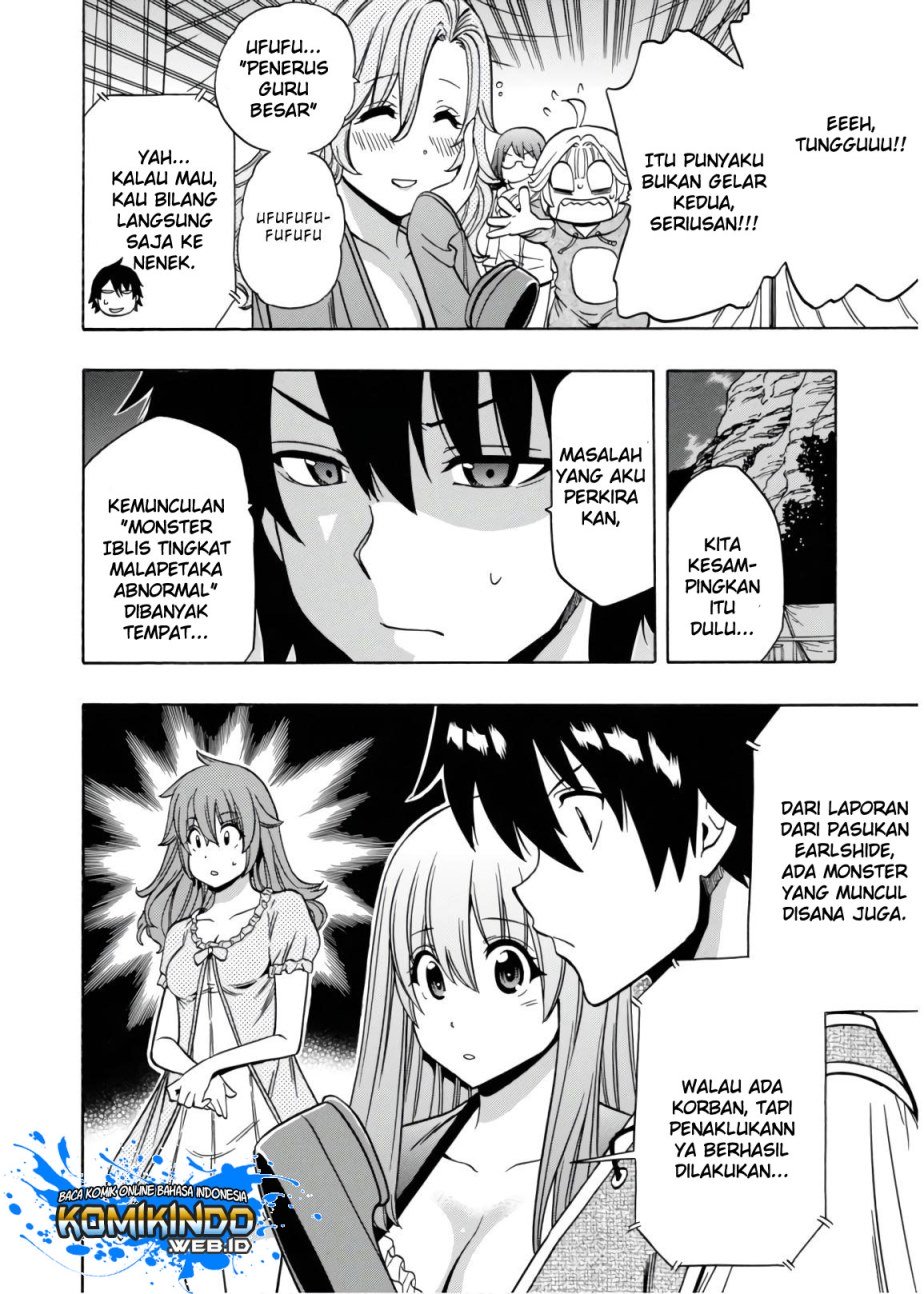 EEEH,
TUNGGUUU!!
ITU PUNYAKU
BUKAN GELAR
KEDUA,
SERIUSAN!!!
UFUFU...
"PENERUS
GURU
BESAR"
UFUFUFU-
FUFUFU
YAH...
KALAU MAU,
KAU BILANG
LANGSUNG
SAJA KE
NENEK.
KITA
KESAM-
PINGKAN
ITU
DULU...
MASALAH
YANG AKU
PERKIRA
KAN,
KEMUNCULAN
"MONSTER
IBLIS TINGKAT
MALAPETAKA
ABNORMAL"
DIBANYAK
TEMPAT...
DARI LAPORAN
DARI PASUKAN
EARLSHIDE,
ADA MONSTER
YANG MUNCUL
DISANA JUGA.
WALAU ADA
KORBAN, TAPI
PENAKLUKANN
YA BERHASIL
DILAKUKAN...
BACA KOMIK ONLINE BAHASA INDONESIA
KOMIKINDO
WEB.ID